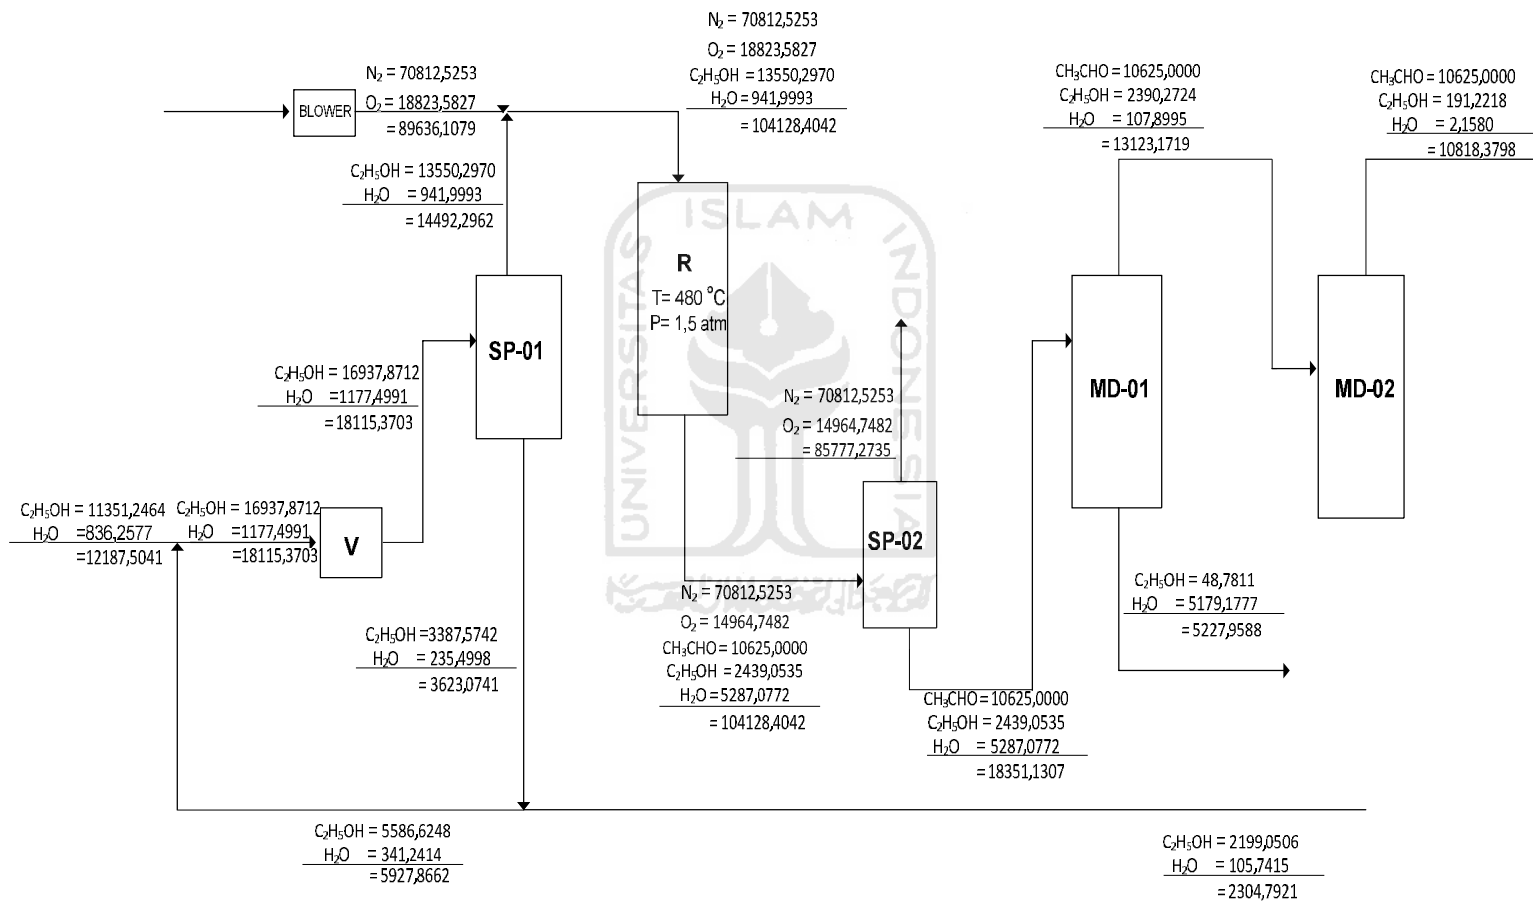 N₂ = 70812,5253
O₂ = 18823,5827
C₂H₅OH = 13550,2970
H₂O = 941,9993
= 104128,4042
N₂ = 70812,5253
O₂ = 18823,5827
= 89636,1079
BLOWER
CH₃CHO = 10625,0000
C₂H₅OH = 2390,2724
H₂O = 107,8995
= 13123,1719
CH₃CHO = 10625,0000
C₂H₅OH = 191,2218
H₂O = 2,1580
= 10818,3798
C₂H₅OH = 13550,2970
H₂O = 941,9993
= 14492,2962
R
T= 480 °C
P= 1,5 atm
UNIVERSITAS ISLAM INDONESIA
SP-01
C₂H₅OH = 16937,8712
H₂O =1177,4991
= 18115,3703
N₂ = 70812,5253
O₂ = 14964,7482
= 85777,2735
MD-01
MD-02
C₂H₅OH = 11351,2464
H₂O =836,2577
=12187,5041
C₂H₅OH = 16937,8712
H₂O =1177,4991
=18115,3703
V
SP-02
C₂H₅OH = 48,7811
H₂O = 5179,1777
= 5227,9588
N₂ = 70812,5253
O₂ = 14964,7482
CH₃CHO = 10625,0000
C₂H₅OH = 2439,0535
H₂O = 5287,0772
= 104128,4042
C₂H₅OH =3387,5742
H₂O = 235,4998
= 3623,0741
CH₃CHO = 10625,0000
C₂H₅OH = 2439,0535
H₂O = 5287,0772
= 18351,1307
C₂H₅OH = 5586,6248
H₂O = 341,2414
= 5927,8662
C₂H₅OH = 2199,0506
H₂O = 105,7415
= 2304,7921